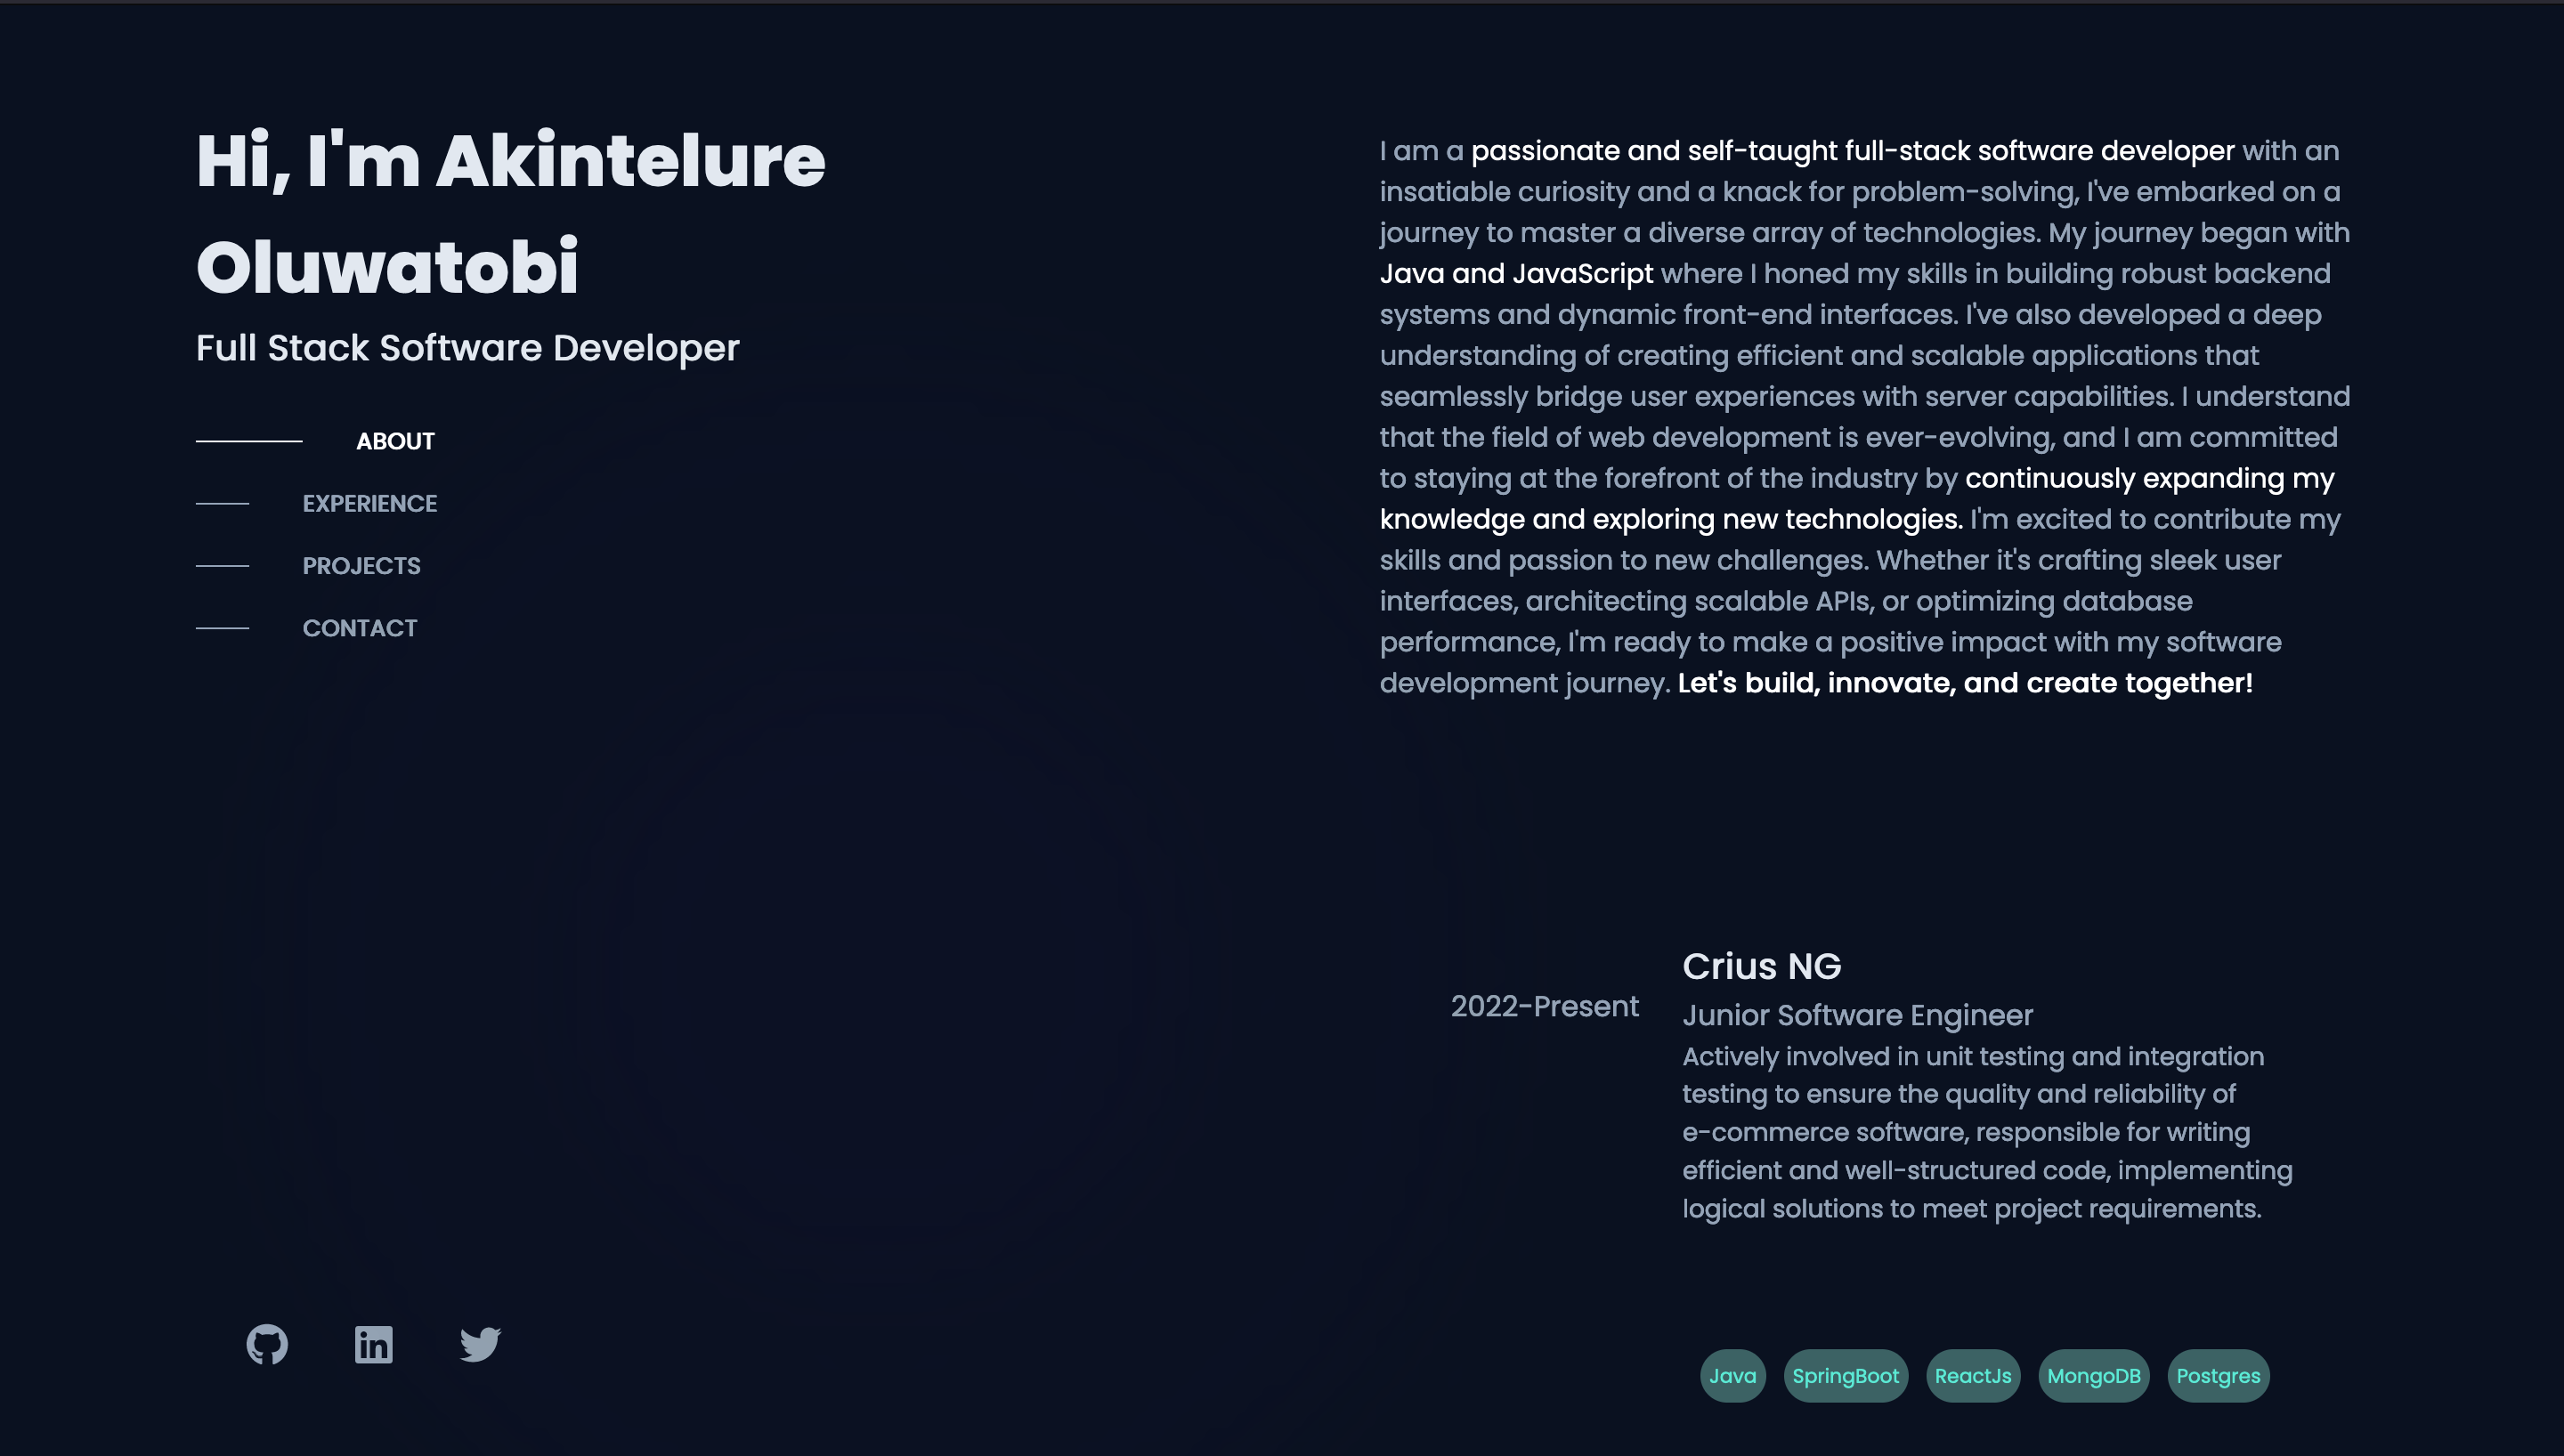 Hi, I'm Akintelure
Oluwatobi
Full Stack Software Developer
ABOUT
EXPERIENCE
PROJECTS
CONTACT
I am a passionate and self-taught full-stack software developer with an
insatiable curiosity and a knack for problem-solving, I've embarked on a
journey to master a diverse array of technologies. My journey began with
Java and JavaScript where I honed my skills in building robust backend
systems and dynamic front-end interfaces. I've also developed a deep
understanding of creating efficient and scalable applications that
seamlessly bridge user experiences with server capabilities. I understand
that the field of web development is ever-evolving, and I am committed
to staying at the forefront of the industry by continuously expanding my
knowledge and exploring new technologies. I'm excited to contribute my
skills and passion to new challenges. Whether it's crafting sleek user
interfaces, architecting scalable APIs, or optimizing database
performance, I'm ready to make a positive impact with my software
development journey. Let's build, innovate, and create together!
2022-Present
Crius NG
Junior Software Engineer
Actively involved in unit testing and integration
testing to ensure the quality and reliability of
e-commerce software, responsible for writing
efficient and well-structured code, implementing
logical solutions to meet project requirements.
Java SpringBoot ReactJs MongoDB Postgres
in